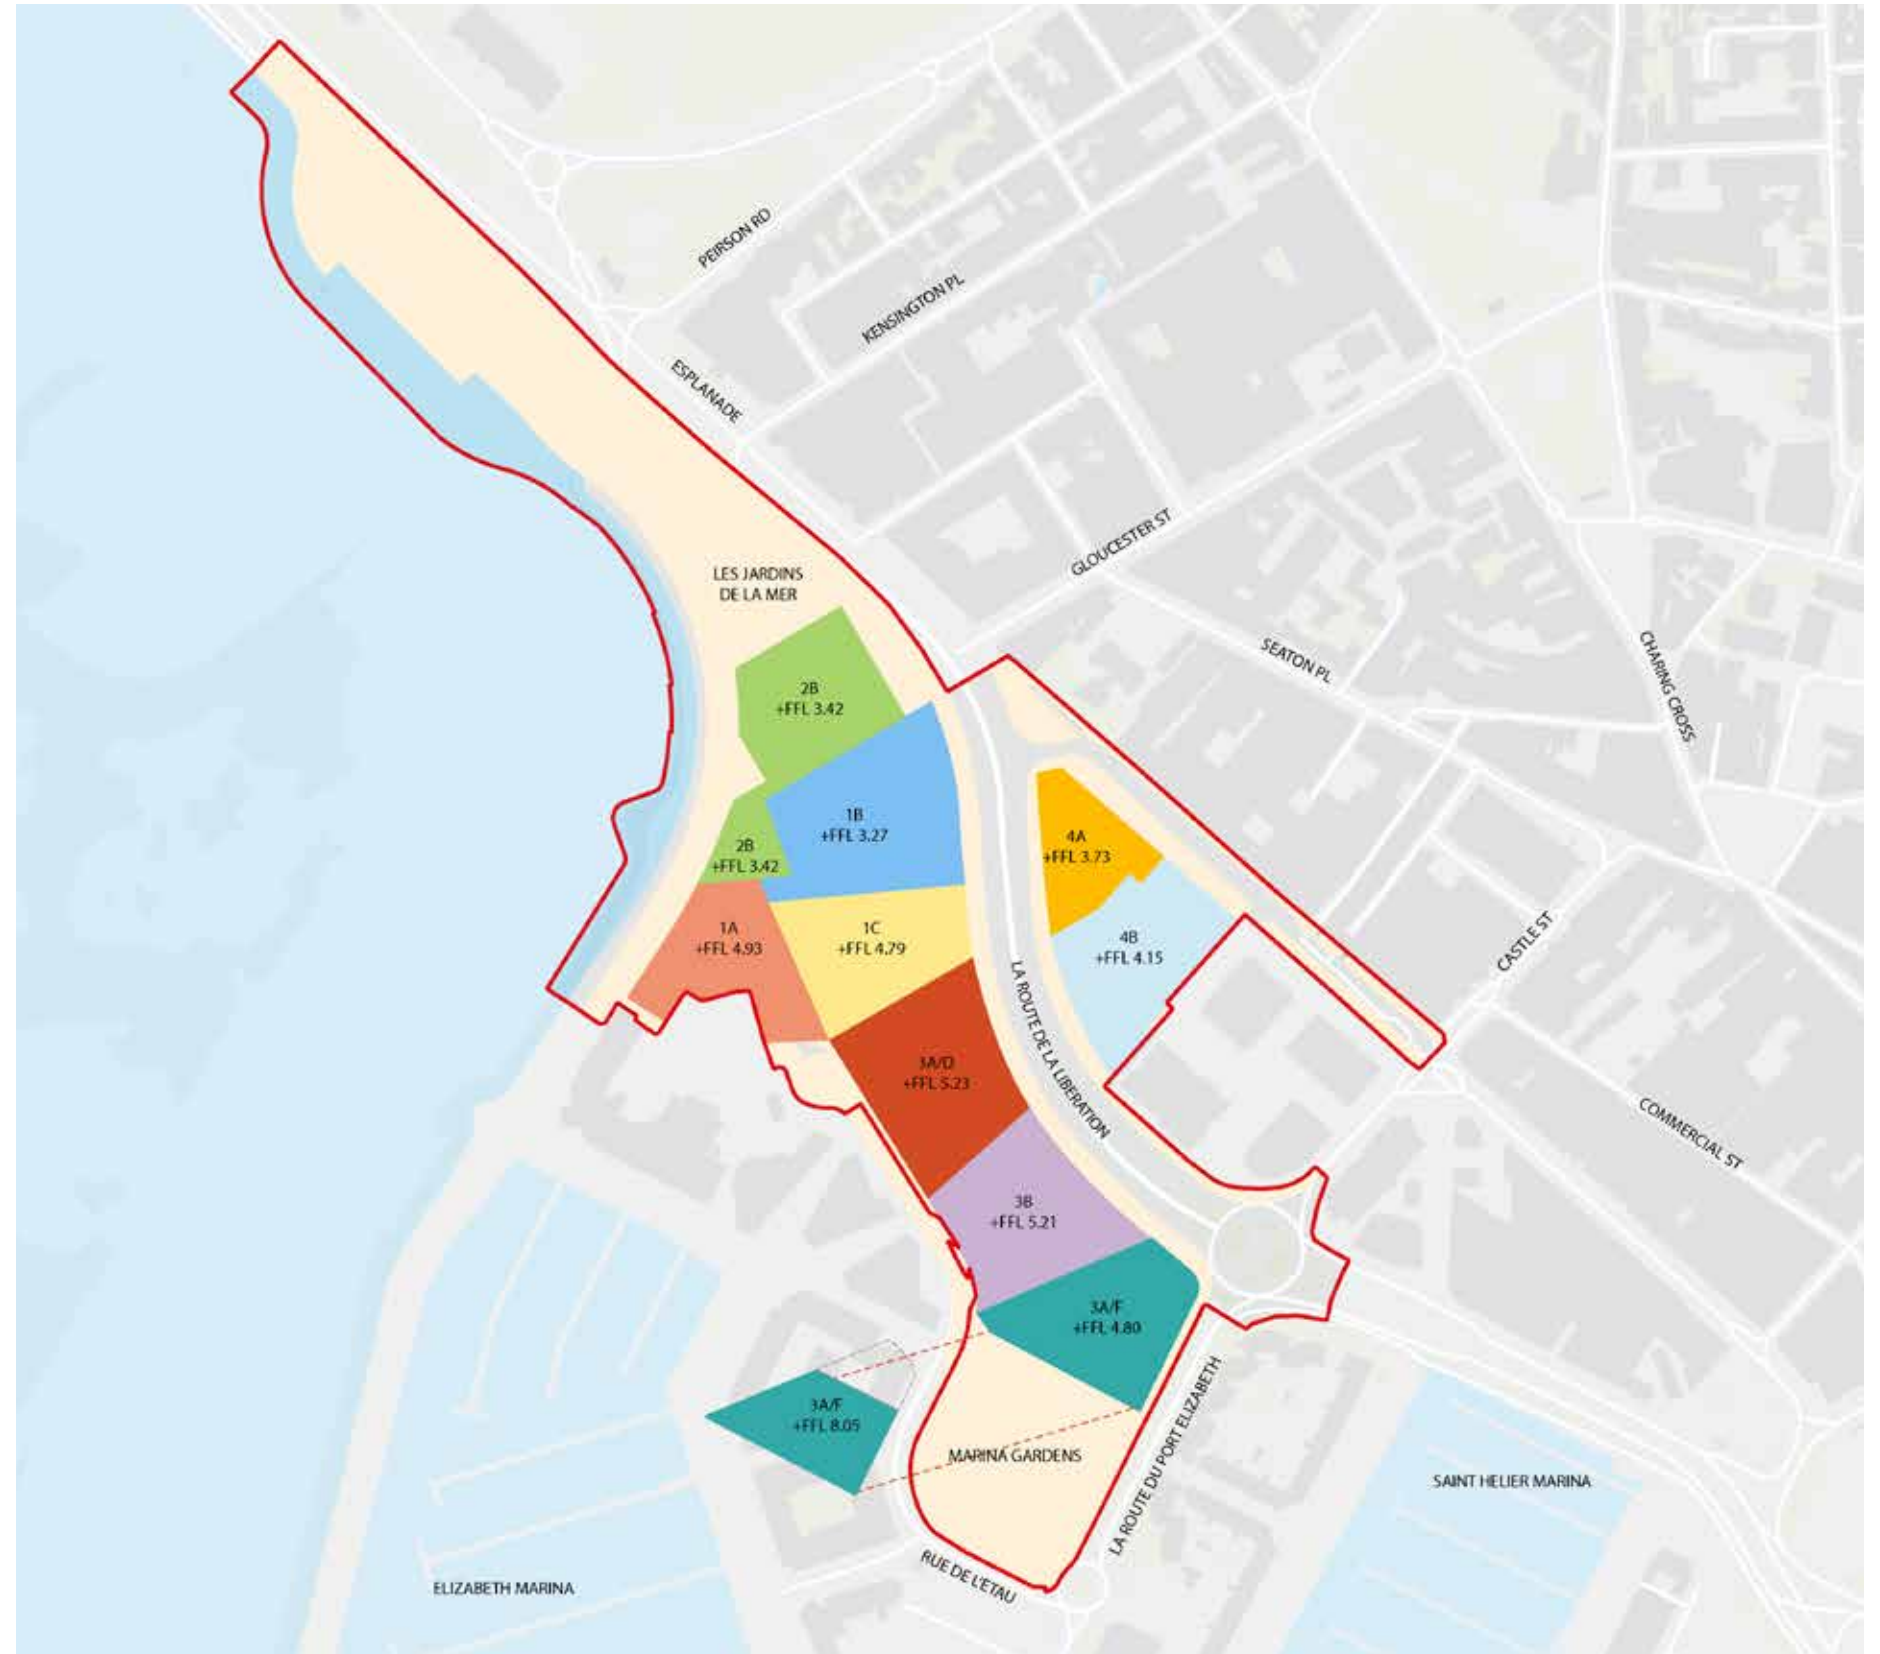 PEIRSON RD
KENSINGTON PL
ESPLANADE
GLOUCESTER ST
LES JARDINS
DE LA MER
SEATON PL
CHARING CROSS
2B
+FFL 3.42
1B
+FFL 3.27
4A
+FFL 3.73
2B
+FFL 3.42
1A
+FFL 4.93
1C
+FFL 4.79
4B
+FFL 4.15
CASTLE ST
LA ROUTE DE LA LIBERATION
3A/D
+FFL 5.23
COMMERCIAL ST
3B
+FFL 5.21
3A/F
+FFL 4.80
3A/F
+FFL 8.05
MARINA GARDENS
LA ROUTE DU PORT ELIZABETH
SAINT HELIER MARINA
RUE DE L'ETAU
ELIZABETH MARINA